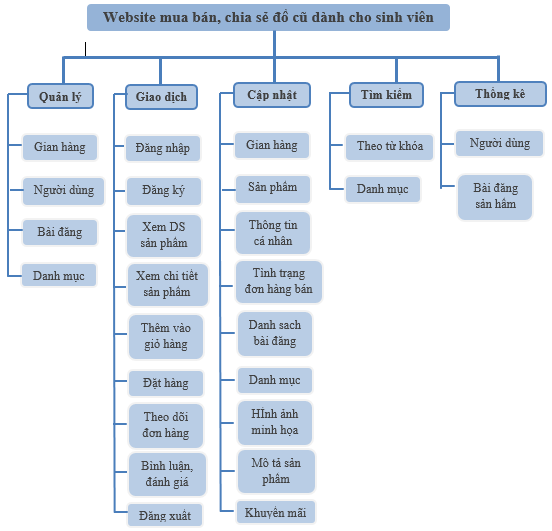 Website mua bán, chia sẻ đồ cũ dành cho sinh viên
Quản lý
Gian hàng
Người dùng
Bài đăng
Danh mục
Giao dịch
Đăng nhập
Đăng ký
Xem DS
sản phẩm
Xem chi tiết
sản phẩm
Thêm vào
giỏ hàng
Đặt hàng
Theo dõi
đơn hàng
Bình luận,
đánh giá
Đăng xuất
Cập nhật
Gian hàng
Sản phẩm
Thông tin
cá nhân
Tình trạng
đơn hàng bán
Danh sach
bài đăng
Danh mục
HÌnh ảnh
minh họa
Mô tả sản
phẩm
Khuyến mãi
Tìm kiếm
Theo từ khóa
Danh mục
Thống kê
Người dùng
Bài đăng
sản hẩm